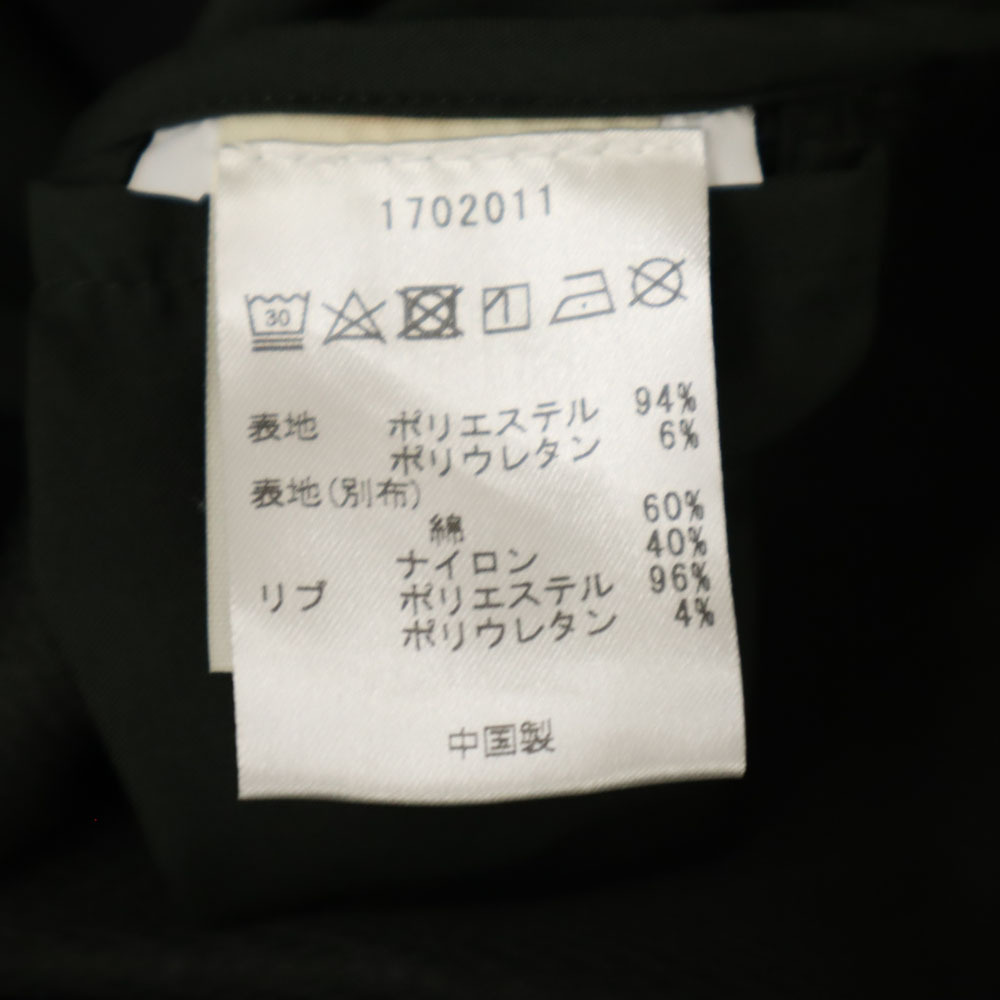 1702011
30
表地 ポリエステル 94%
ポリウレタン 6%
表地(別布)
綿 60%
ナイロン 40%
リブ ポリエステル 96%
ポリウレタン 4%
中国製